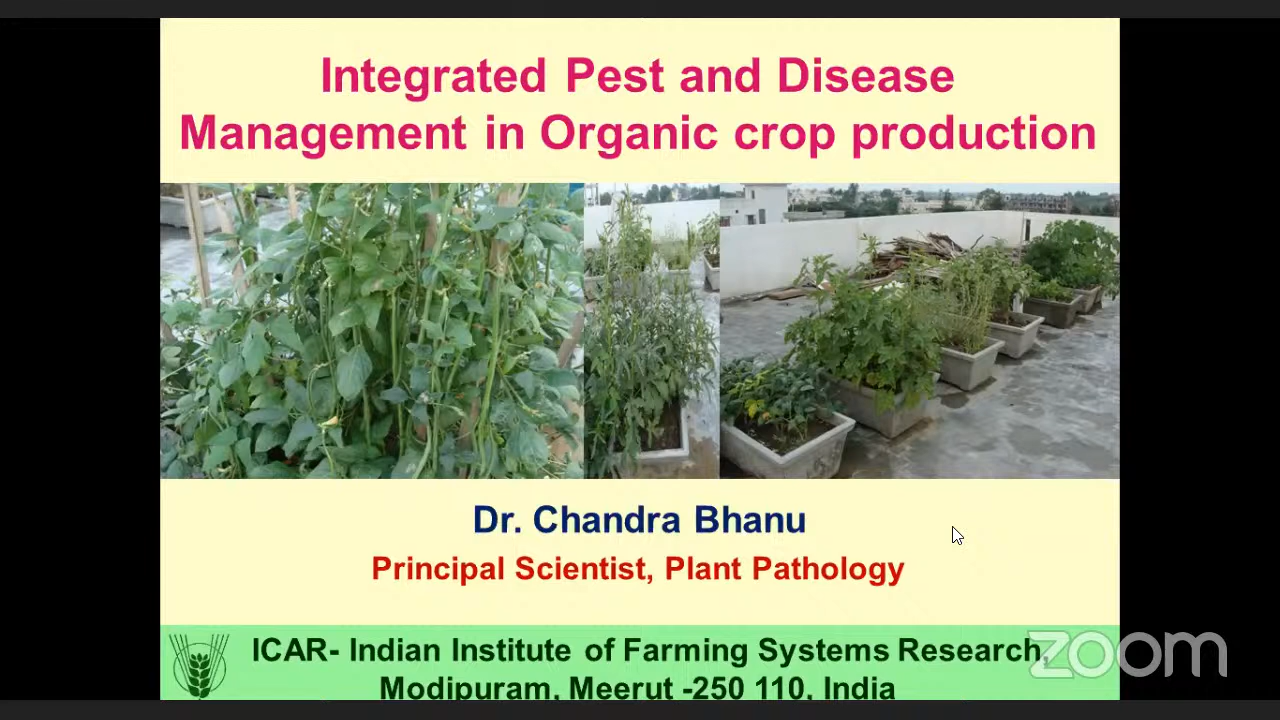 Integrated Pest and Disease
Management in Organic crop production
Dr. Chandra Bhanu
Principal Scientist, Plant Pathology
ICAR- Indian Institute of Farming Systems Research,
Modipuram, Meerut -250 110, India
zoom